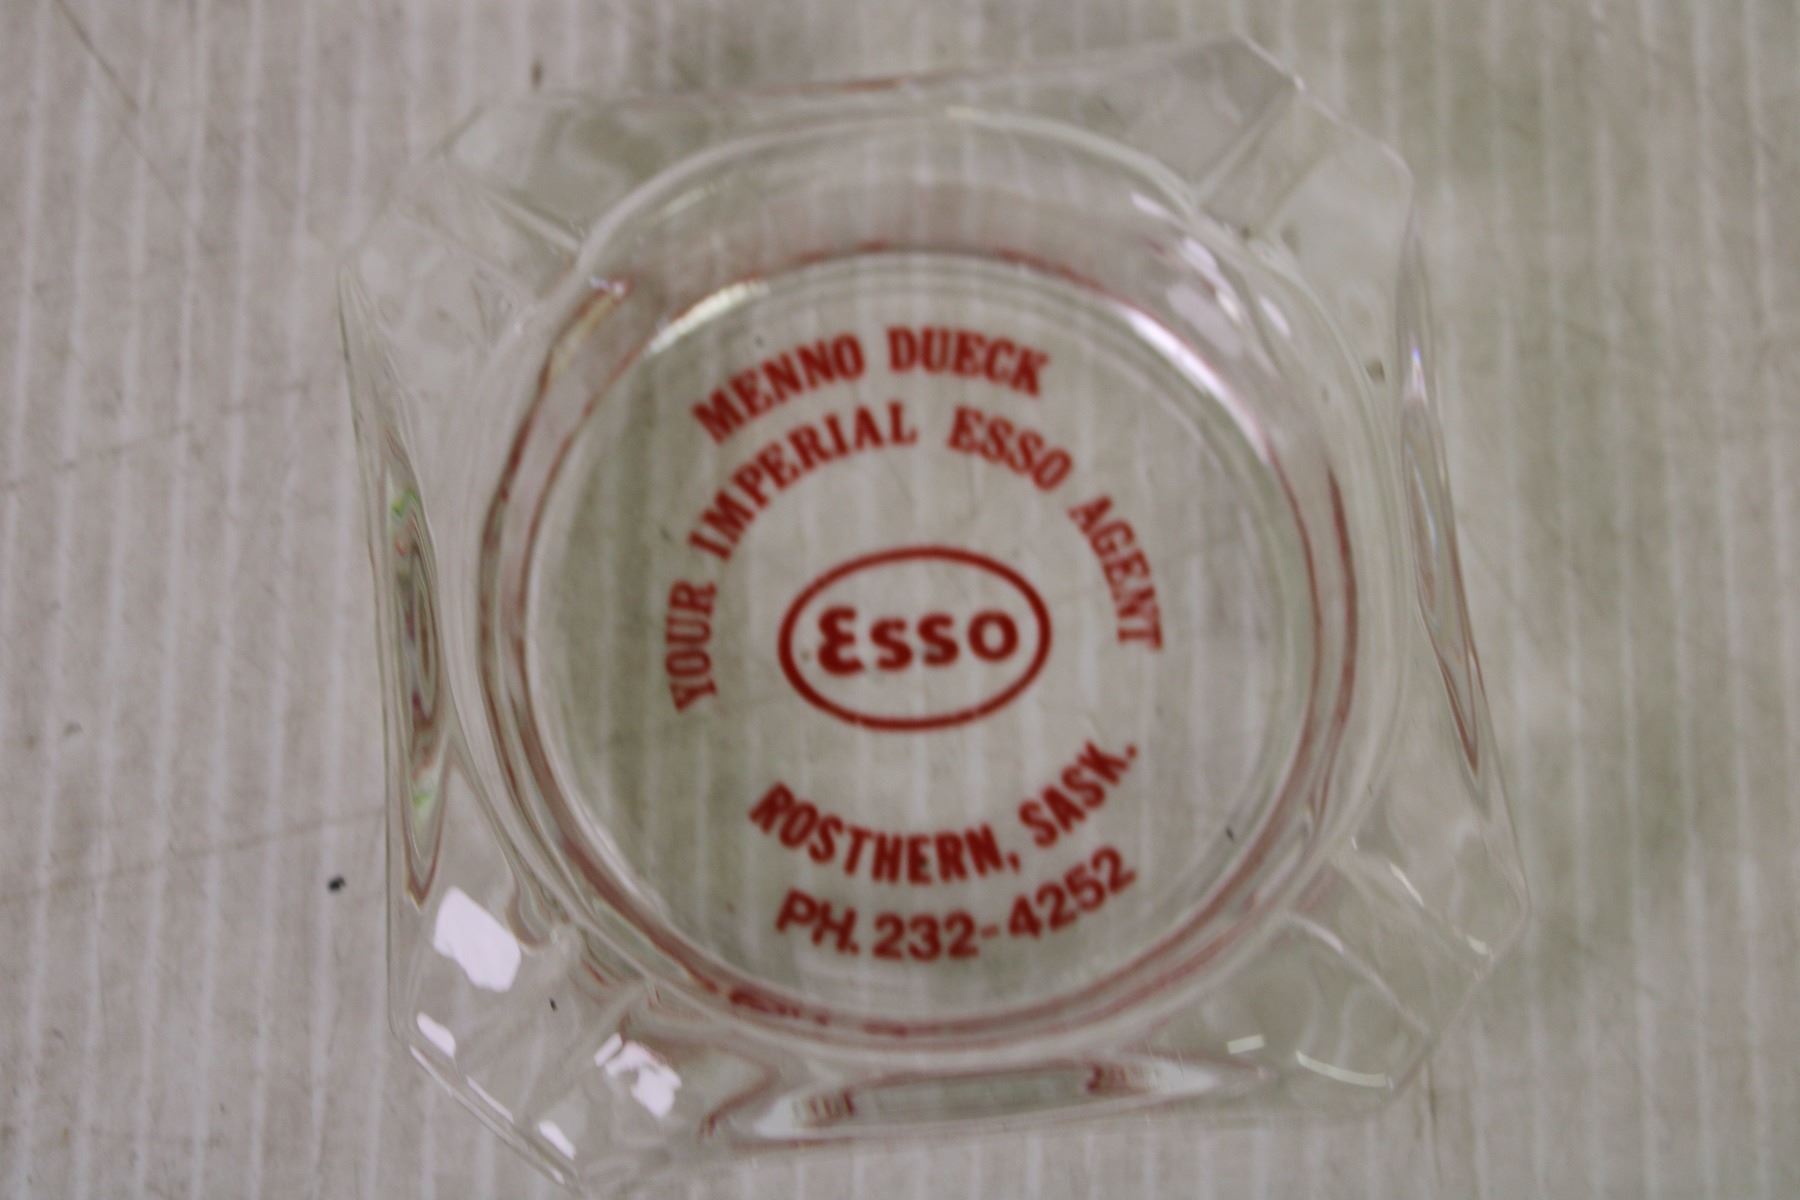 MENNO DUECK
YOUR IMPERIAL ESSO AGENT
Esso
ROSTHERN, SASK.
PH. 232-4252